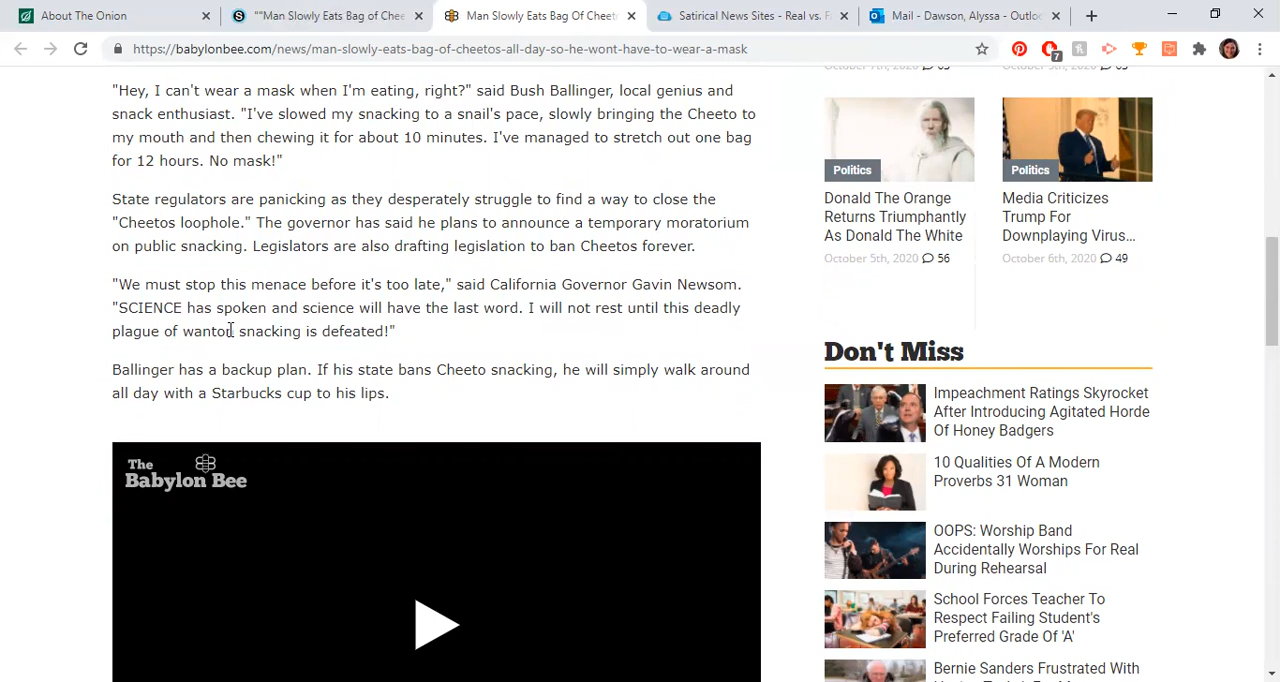 About The Onion
""Man Slowly Eats Bag of Chee
Man Slowly Eats Bag Of Cheet
Satirical News Sites - Real vs. F
Mail - Dawson, Alyssa - Outloo
https://babylonbee.com/news/man-slowly-eats-bag-of-cheetos-all-day-so-he-wont-have-to-wear-a-mask
7
"Hey, I can't wear a mask when I'm eating, right?" said Bush Ballinger, local genius and
snack enthusiast. "I've slowed my snacking to a snail's pace, slowly bringing the Cheeto to
my mouth and then chewing it for about 10 minutes. I've managed to stretch out one bag
for 12 hours. No mask!"
State regulators are panicking as they desperately struggle to find a way to close the
"Cheetos loophole." The governor has said he plans to announce a temporary moratorium
on public snacking. Legislators are also drafting legislation to ban Cheetos forever.
"We must stop this menace before it's too late," said California Governor Gavin Newsom.
"SCIENCE has spoken and science will have the last word. I will not rest until this deadly
plague of wanton snacking is defeated!"
Ballinger has a backup plan. If his state bans Cheeto snacking, he will simply walk around
all day with a Starbucks cup to his lips.
The
Babylon Bee
October 7th, 2020
October 6th, 2020
Politics
Donald The Orange
Returns Triumphantly
As Donald The White
October 5th, 2020 56
Politics
Media Criticizes
Trump For
Downplaying Virus...
October 6th, 2020 49
Don't Miss
Impeachment Ratings Skyrocket
After Introducing Agitated Horde
Of Honey Badgers
10 Qualities Of A Modern
Proverbs 31 Woman
OOPS: Worship Band
Accidentally Worships For Real
During Rehearsal
School Forces Teacher To
Respect Failing Student's
Preferred Grade Of 'A'
Bernie Sanders Frustrated With